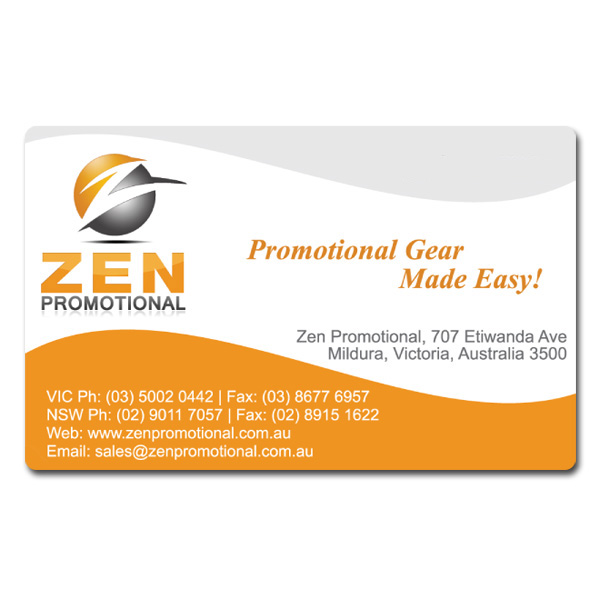 ZEN
PROMOTIONAL
Promotional Gear
Made Easy!
Zen Promotional, 707 Etiwanda Ave
Mildura, Victoria, Australia 3500
VIC Ph: (03) 5002 0442 | Fax: (03) 8677 6957
NSW Ph: (02) 9011 7057 | Fax: (02) 8915 1622
Web: www.zenpromotional.com.au
Email: sales@zenpromotional.com.au